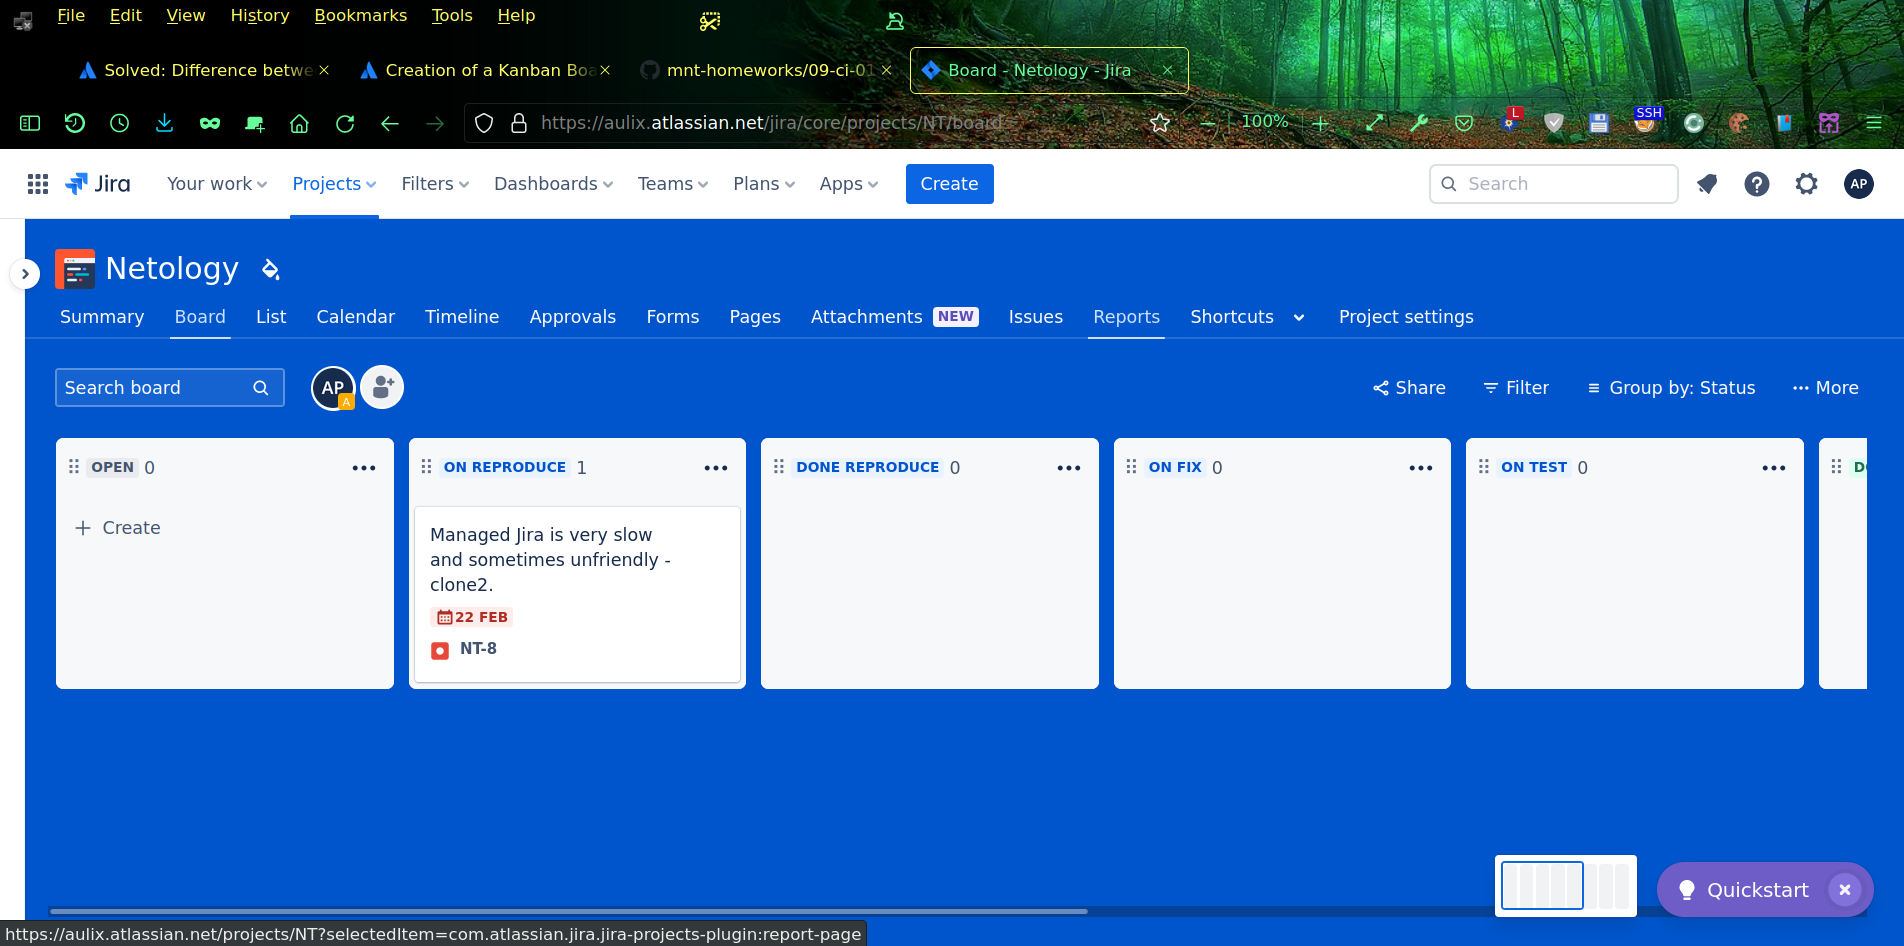 File Edit View History Bookmarks Tools Help
Solved: Difference betwe Creation of a Kanban Boa mnt-homeworks/09-ci-01 Board - Netology - Jira
https://aulix.atlassian.net/jira/core/projects/NT/board 100% L SSH
Jira Your work Projects Filters Dashboards Teams Plans Apps Create Search AP
Netology
Summary Board List Calendar Timeline Approvals Forms Pages Attachments NEW Issues Reports Shortcuts Project settings
Search board AP A Share Filter Group by: Status More
OPEN 0 ON REPRODUCE 1 DONE REPRODUCE 0 ON FIX 0 ON TEST 0
Create
Managed Jira is very slow
and sometimes unfriendly -
clone2.
22 FEB
NT-8
Quickstart
https://aulix.atlassian.net/projects/NT?selectedItem=com.atlassian.jira.jira-projects-plugin:report-page